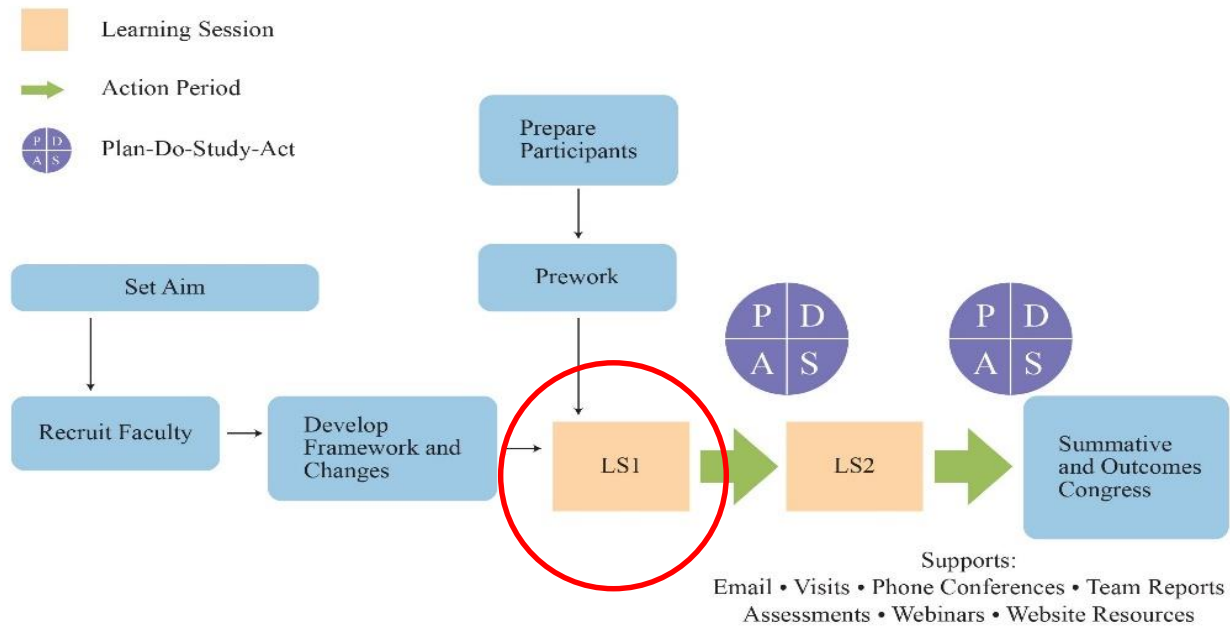 Learning Session
Action Period
P D
A S
Plan-Do-Study-Act
Prepare
Participants
Prework
Set Aim
Recruit Faculty
Develop
Framework and
Changes
LS1
P D
A S
LS2
P D
A S
Summative
and Outcomes
Congress
Supports:
Email • Visits • Phone Conferences • Team Reports
Assessments • Webinars • Website Resources